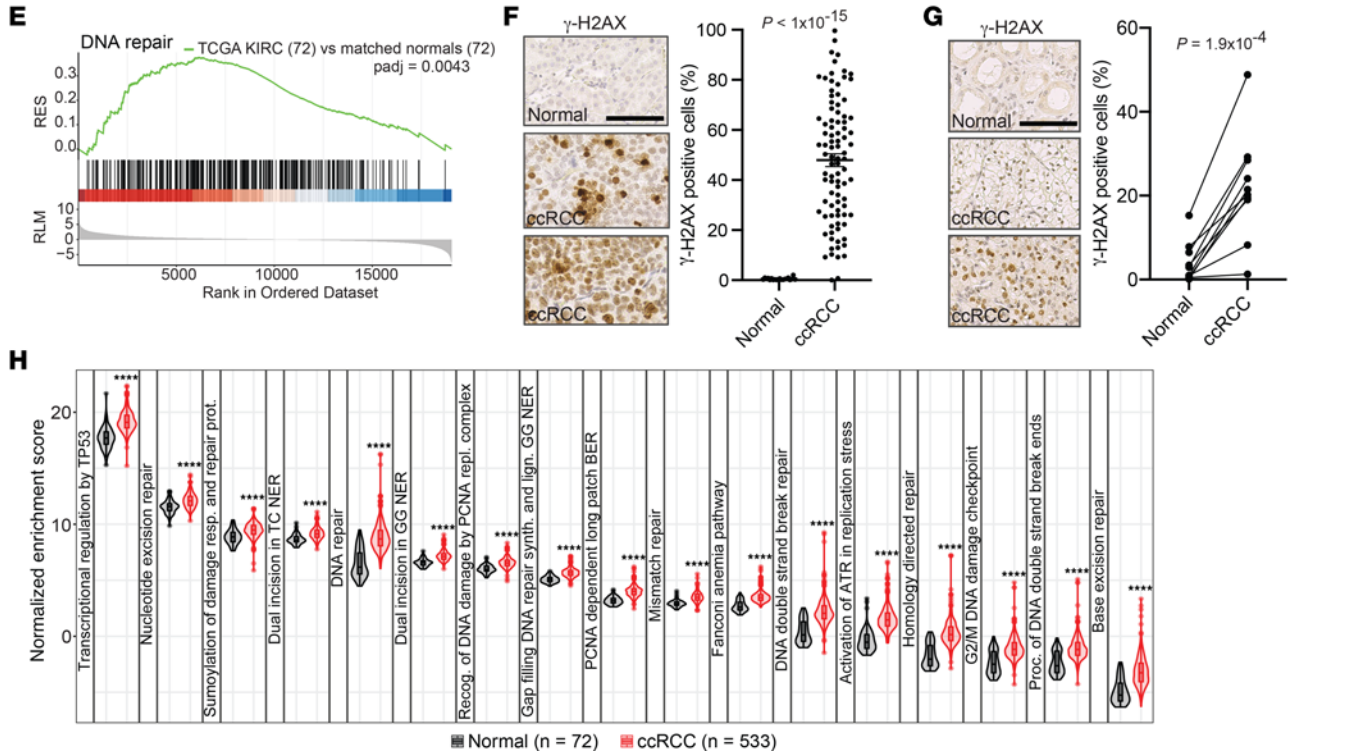 E
DNA repair
TCGA KIRC (72) vs matched normals (72)
padj = 0.0043
RES
0.3
0.2
0.1
0.0
RLM
10
5
0
−5
5000 10000 15000
Rank in Ordered Dataset
F
γ-H2AX
Normal
ccRCC
ccRCC
γ-H2AX positive cells (%)
P < 1x10-15
100
80
60
40
20
0
Normal
ccRCC
G
γ-H2AX
Normal
ccRCC
ccRCC
γ-H2AX positive cells (%)
P = 1.9x10-4
60
40
20
0
Normal
ccRCC
H
Normalized enrichment score
20
10
0
Transcriptional regulation by TP53
****
Nucleotide excision repair
****
Sumoylation of damage resp. and repair prot.
****
Dual incision in TC NER
****
DNA repair
****
Dual incision in GG NER
****
Recog. of DNA damage by PCNA repl. complex
****
Gap filling DNA repair synth. and lign. GG NER
****
PCNA dependent long patch BER
****
Mismatch repair
****
Fanconi anemia pathway
****
DNA double strand break repair
****
Activation of ATR in replication stress
****
Homology directed repair
****
G2/M DNA damage checkpoint
****
Proc. of DNA double strand break ends
****
Base excision repair
****
Normal (n = 72) ccRCC (n = 533)